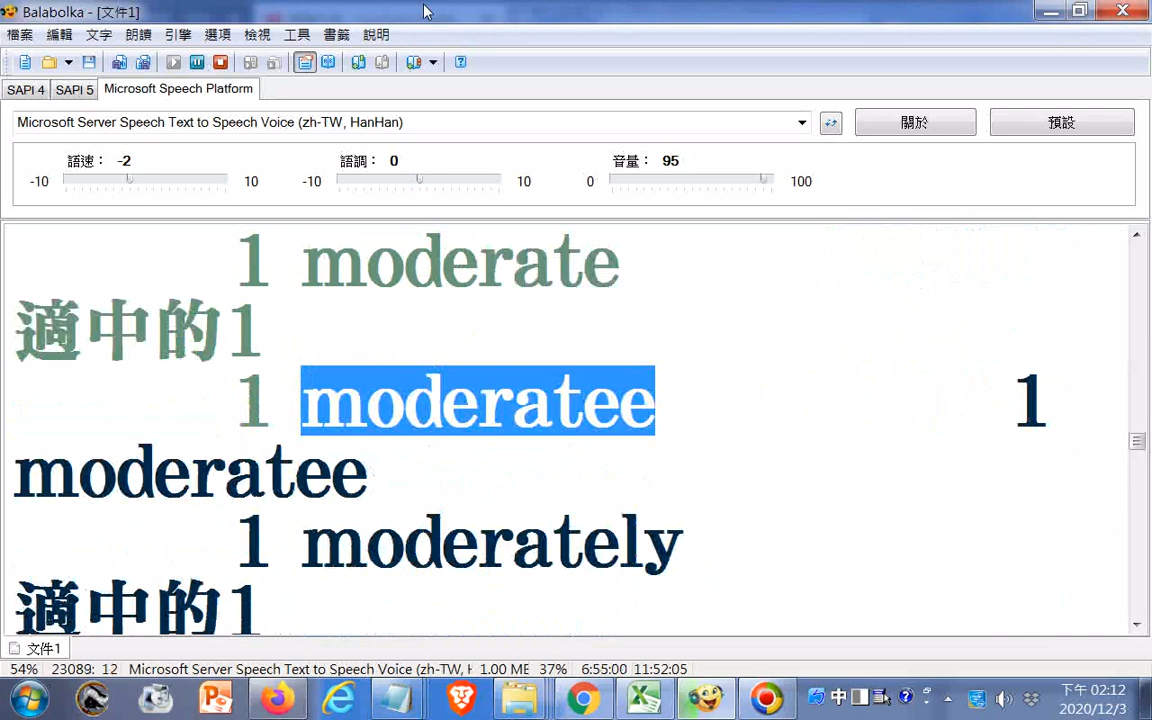 Balabolka - [文件1]
檔案 編輯 文字 朗讀 引擎 選項 檢視 工具 書籤 說明
SAPI 4 SAPI 5 Microsoft Speech Platform
Microsoft Server Speech Text to Speech Voice (zh-TW, HanHan) 關於 預設
語速： -2 語調： 0 音量： 95
-10 10 -10 10 0 100
1 moderate
適中的1
1 moderatee 1
moderatee
1 moderately
適中的1
文件1
54% 23089: 12 Microsoft Server Speech Text to Speech Voice (zh-TW, H 1.00 ME 37% 6:55:00 11:52:05
中 下午 02:12
2020/12/3